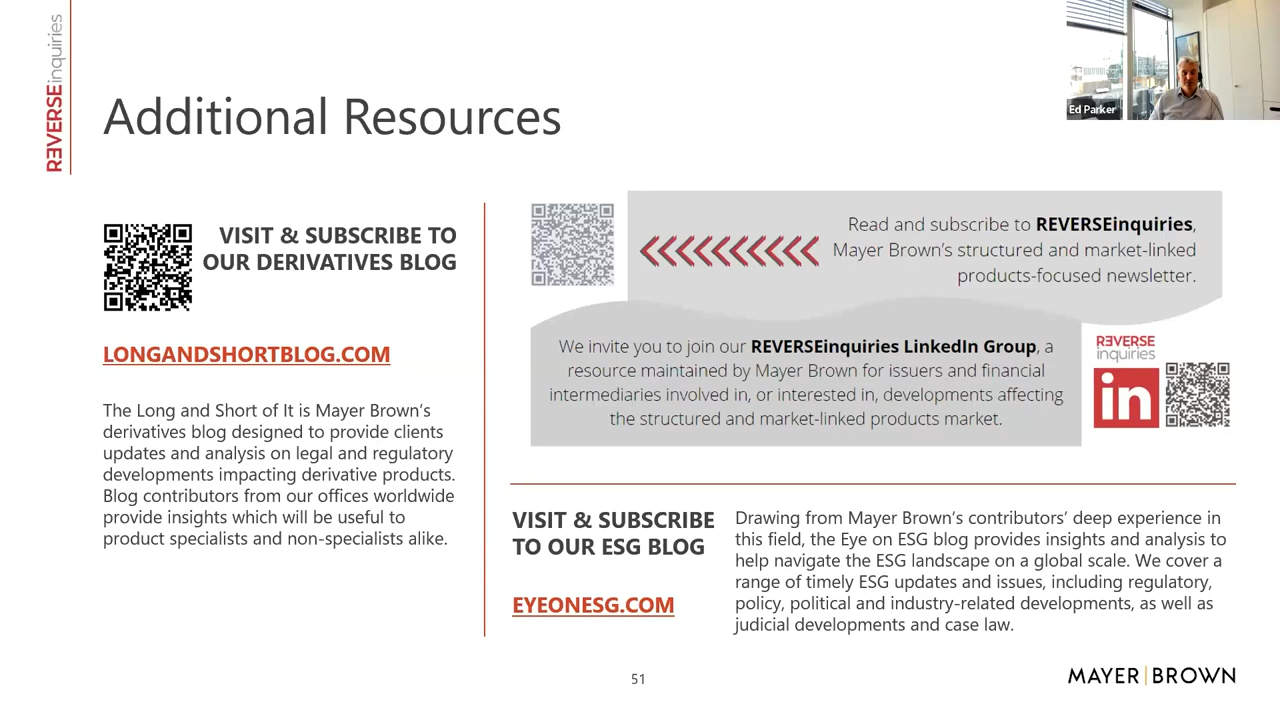 REVERSEinquiries
Ed Parker
Additional Resources
VISIT & SUBSCRIBE TO
OUR DERIVATIVES BLOG
LONGANDSHORTBLOG.COM
The Long and Short of It is Mayer Brown's
derivatives blog designed to provide clients
updates and analysis on legal and regulatory
developments impacting derivative products.
Blog contributors from our offices worldwide
provide insights which will be useful to
product specialists and non-specialists alike.
Read and subscribe to REVERSEinquiries,
Mayer Brown's structured and market-linked
products-focused newsletter.
We invite you to join our REVERSEinquiries LinkedIn Group, a
resource maintained by Mayer Brown for issuers and financial
intermediaries involved in, or interested in, developments affecting
the structured and market-linked products market.
REVERSE
inquiries
in
VISIT & SUBSCRIBE
TO OUR ESG BLOG
EYEONESG.COM
Drawing from Mayer Brown's contributors' deep experience in
this field, the Eye on ESG blog provides insights and analysis to
help navigate the ESG landscape on a global scale. We cover a
range of timely ESG updates and issues, including regulatory,
policy, political and industry-related developments, as well as
judicial developments and case law.
51
MAYER|BROWN